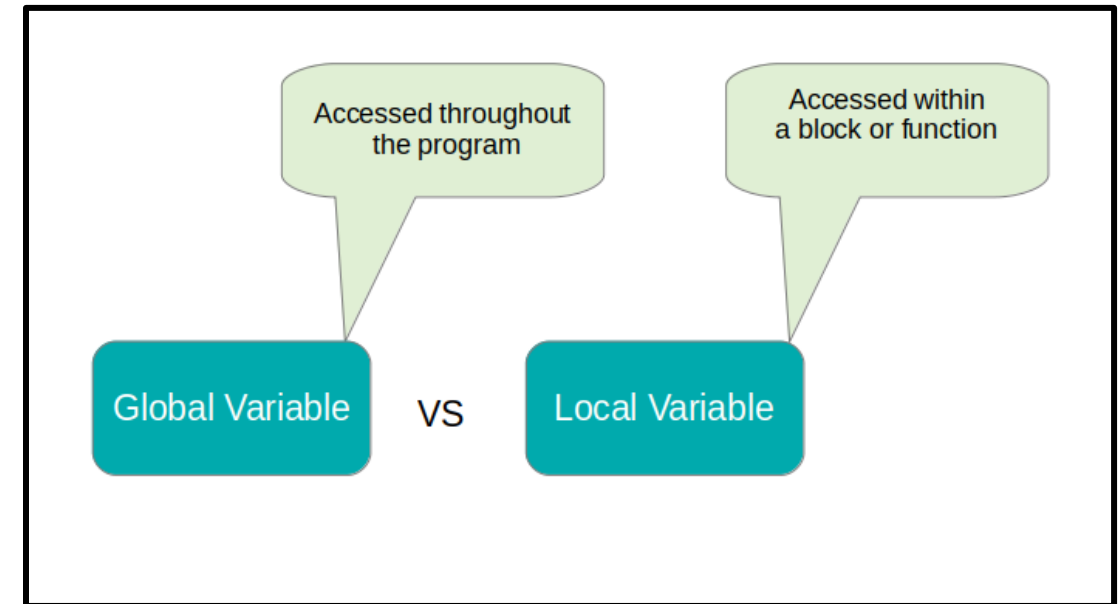 Accessed throughout
the program
Accessed within
a block or function
Global Variable
VS
Local Variable